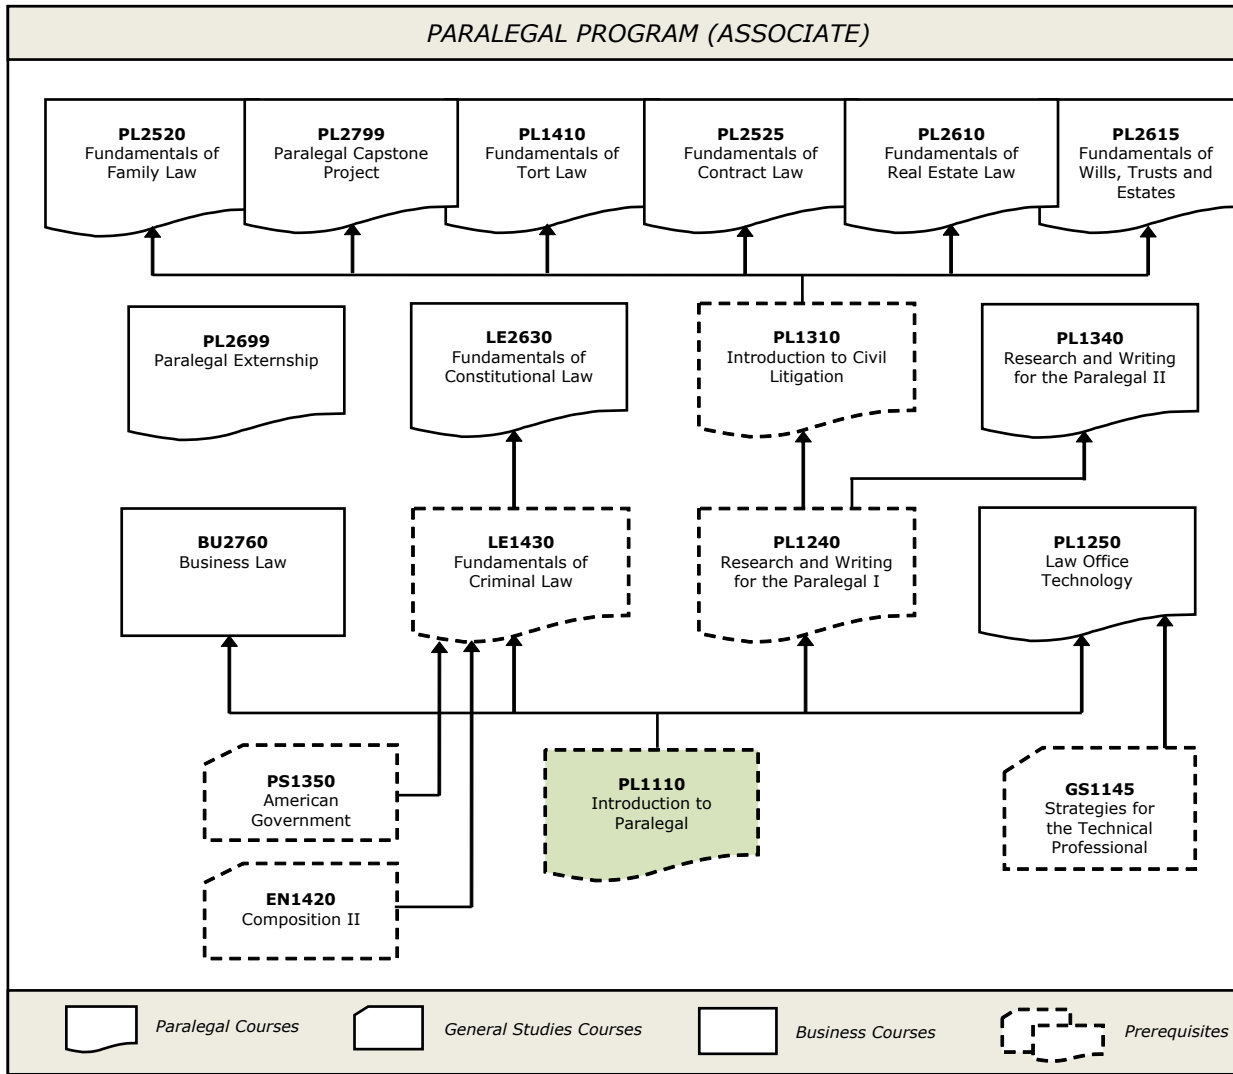 PARALEGAL PROGRAM (ASSOCIATE)
PL2520
Fundamentals of
Family Law
PL2799
Paralegal Capstone
Project
PL1410
Fundamentals of
Tort Law
PL2525
Fundamentals of
Contract Law
PL2610
Fundamentals of
Real Estate Law
PL2615
Fundamentals of
Wills, Trusts and
Estates
PL2699
Paralegal Externship
LE2630
Fundamentals of
Constitutional Law
PL1310
Introduction to Civil
Litigation
PL1340
Research and Writing
for the Paralegal II
BU2760
Business Law
LE1430
Fundamentals of
Criminal Law
PL1240
Research and Writing
for the Paralegal I
PL1250
Law Office
Technology
PS1350
American
Government
PL1110
Introduction to
Paralegal
GS1145
Strategies for
the Technical
Professional
EN1420
Composition II
Paralegal Courses
General Studies Courses
Business Courses
Prerequisites